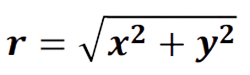 r = √(x² + y²)